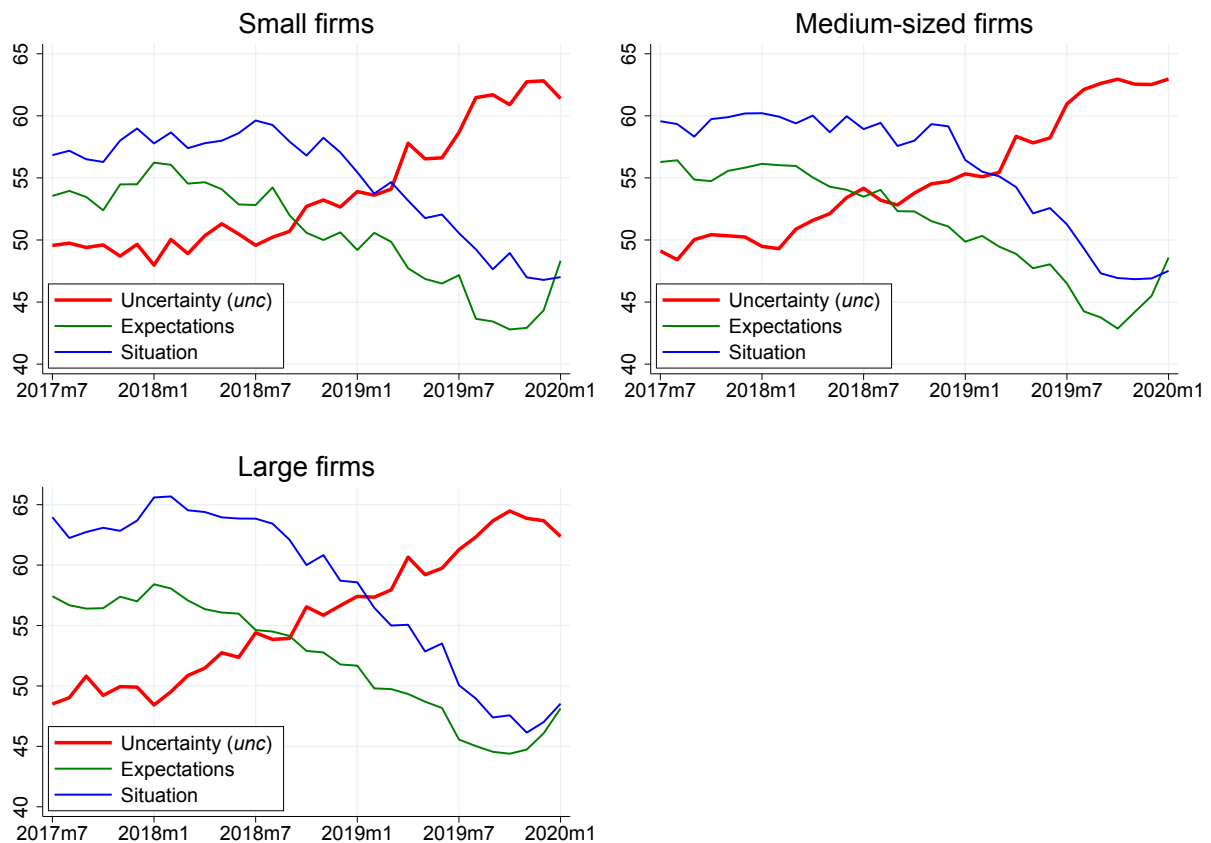 Small firms
65
60
55
50
45
40
Uncertainty (unc)
Expectations
Situation
2017m7 2018m1 2018m7 2019m1 2019m7 2020m1
Medium-sized firms
65
60
55
50
45
40
Uncertainty (unc)
Expectations
Situation
2017m7 2018m1 2018m7 2019m1 2019m7 2020m1
Large firms
65
60
55
50
45
40
Uncertainty (unc)
Expectations
Situation
2017m7 2018m1 2018m7 2019m1 2019m7 2020m1